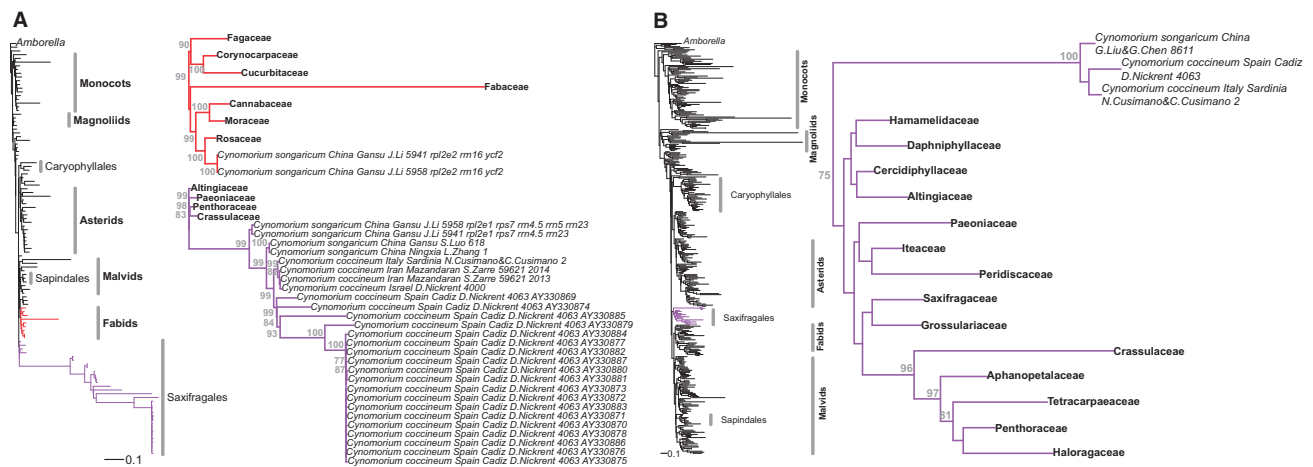 A
Amborella
Monocots
Magnoliids
Caryophyllales
Asterids
Malvids
Sapindales
Fabids
Saxifragales
0.1
90
Fagaceae
Corynocarpaceae
100
Cucurbitaceae
99
Fabaceae
Cannabaceae
100
Moraceae
99
Rosaceae
Cynomorium songaricum China Gansu J.Li 5941 rpl2e2 rrn16 ycf2
100
Cynomorium songaricum China Gansu J.Li 5958 rpl2e2 rrn16 ycf2
100
Altingiaceae
99
Paeoniaceae
98
Penthoraceae
83
Crassulaceae
Cynomorium songaricum China Gansu J.Li 5958 rpl2e1 rps7 rrn4.5 rrn5 rrn23
Cynomorium songaricum China Gansu J.Li 5941 rpl2e1 rps7 rrn4.5 rrn23
99
100
Cynomorium songaricum China Gansu S.Luo 618
Cynomorium songaricum China Ningxia L.Zhang 1
99
99
Cynomorium coccineum Italy Sardinia N.Cusimano&C.Cusimano 2
Cynomorium coccineum Iran Mazandaran S.Zarre 59621 2014
Cynomorium coccineum Iran Mazandaran S.Zarre 59621 2013
Cynomorium coccineum Israel D.Nickrent 4000
99
Cynomorium coccineum Spain Cadiz D.Nickrent 4063 AY330869
Cynomorium coccineum Spain Cadiz D.Nickrent 4063 AY330874
99
Cynomorium coccineum Spain Cadiz D.Nickrent 4063 AY330885
84
Cynomorium coccineum Spain Cadiz D.Nickrent 4063 AY330879
93
100
Cynomorium coccineum Spain Cadiz D.Nickrent 4063 AY330884
100
Cynomorium coccineum Spain Cadiz D.Nickrent 4063 AY330877
Cynomorium coccineum Spain Cadiz D.Nickrent 4063 AY330882
77
Cynomorium coccineum Spain Cadiz D.Nickrent 4063 AY330887
87
Cynomorium coccineum Spain Cadiz D.Nickrent 4063 AY330880
Cynomorium coccineum Spain Cadiz D.Nickrent 4063 AY330881
Cynomorium coccineum Spain Cadiz D.Nickrent 4063 AY330873
Cynomorium coccineum Spain Cadiz D.Nickrent 4063 AY330872
Cynomorium coccineum Spain Cadiz D.Nickrent 4063 AY330883
Cynomorium coccineum Spain Cadiz D.Nickrent 4063 AY330871
Cynomorium coccineum Spain Cadiz D.Nickrent 4063 AY330870
Cynomorium coccineum Spain Cadiz D.Nickrent 4063 AY330878
Cynomorium coccineum Spain Cadiz D.Nickrent 4063 AY330886
Cynomorium coccineum Spain Cadiz D.Nickrent 4063 AY330876
Cynomorium coccineum Spain Cadiz D.Nickrent 4063 AY330875
B
Amborella
Monocots
Magnoliids
Caryophyllales
Asterids
Saxifragales
Fabids
Malvids
Sapindales
0.1
Cynomorium songaricum China
G.Liu&G.Chen 8611
100
Cynomorium coccineum Spain Cadiz
D.Nickrent 4063
Cynomorium coccineum Italy Sardinia
N.Cusimano&C.Cusimano 2
Hamamelidaceae
Daphniphyllaceae
75
Cercidiphyllaceae
Altingiaceae
Paeoniaceae
Iteaceae
Peridiscaceae
Saxifragaceae
Grossulariaceae
Crassulaceae
96
Aphanopetalaceae
97
Tetracarpaeaceae
81
Penthoraceae
Haloragaceae